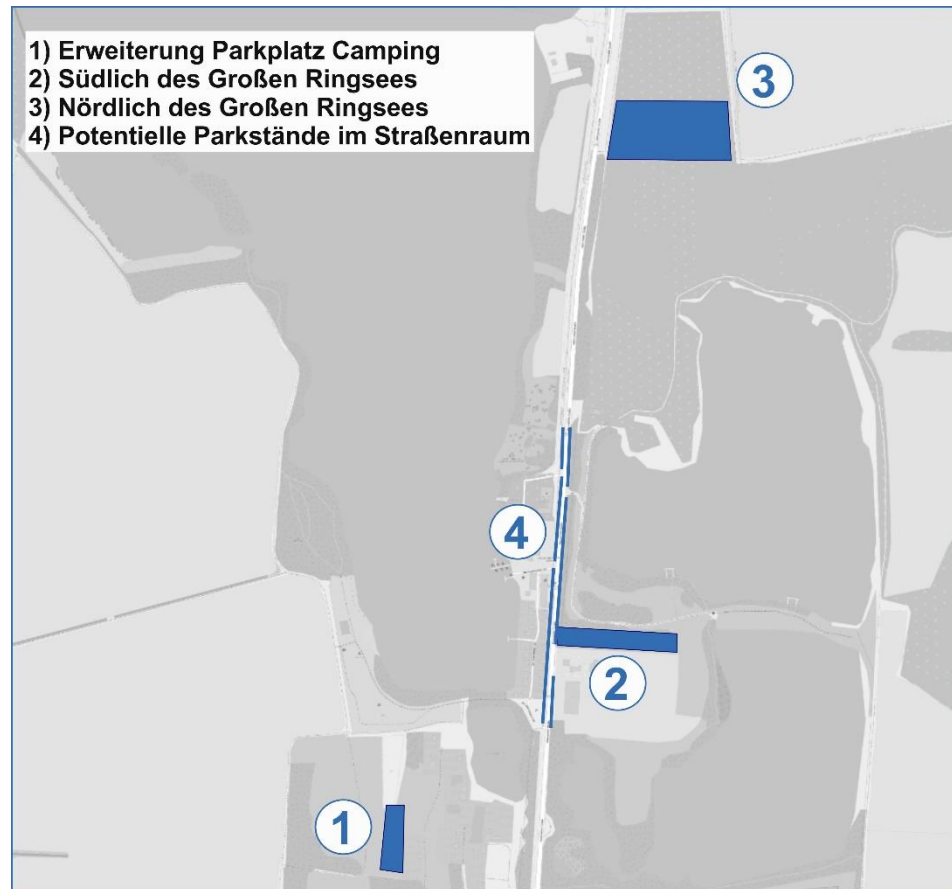 1) Erweiterung Parkplatz Camping
2) Südlich des Großen Ringsees
3) Nördlich des Großen Ringsees
4) Potentielle Parkstände im Straßenraum
3
4
2
1